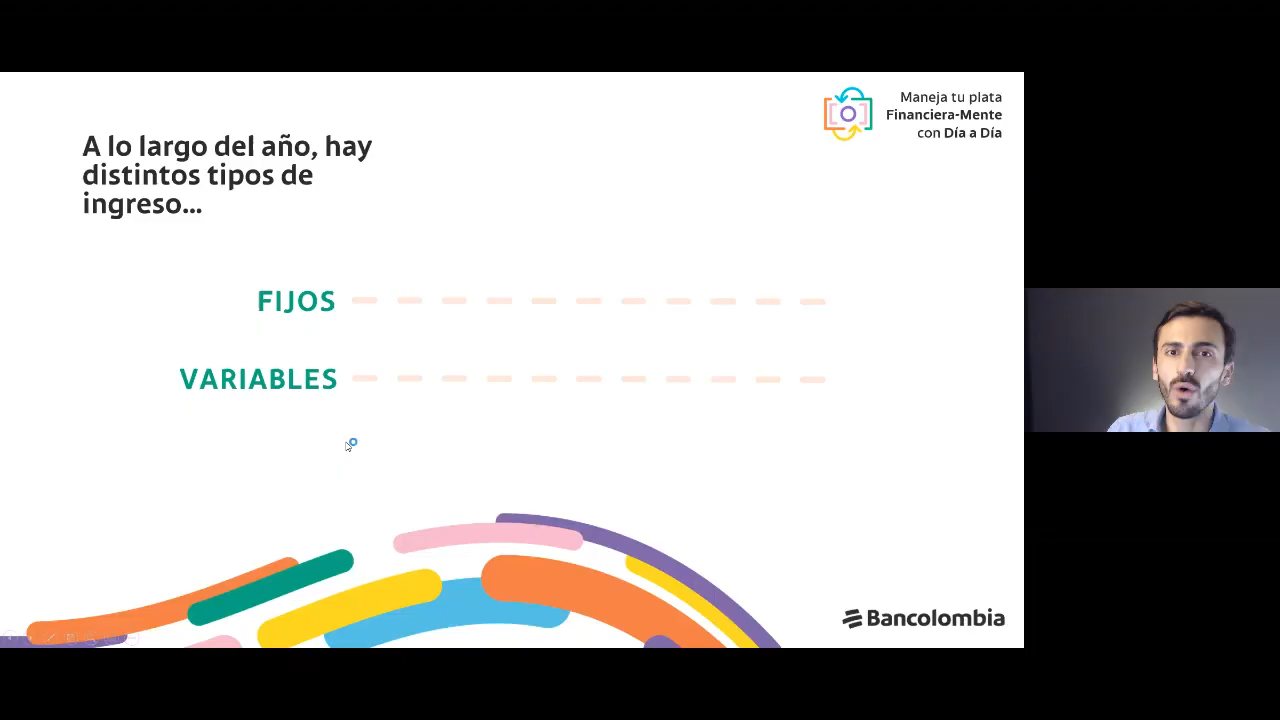 A lo largo del año, hay
distintos tipos de
ingreso...
Maneja tu plata
Financiera-Mente
con Día a Día
FIJOS
VARIABLES
Bancolombia